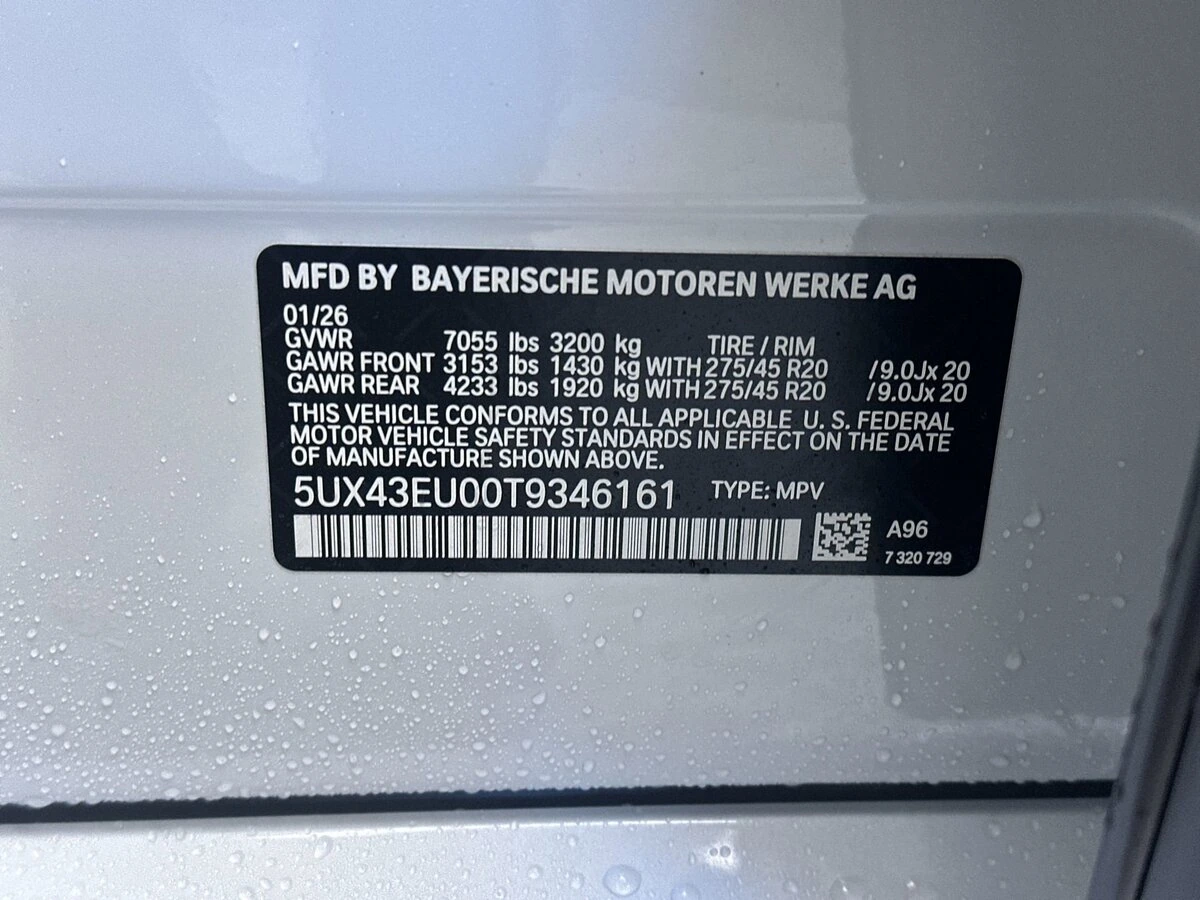 MFD BY BAYERISCHE MOTOREN WERKE AG
01/26
GVWR 7055 lbs 3200 kg TIRE / RIM
GAWR FRONT 3153 lbs 1430 kg WITH 275/45 R20 /9.0Jx 20
GAWR REAR 4233 lbs 1920 kg WITH 275/45 R20 /9.0Jx 20
THIS VEHICLE CONFORMS TO ALL APPLICABLE U. S. FEDERAL
MOTOR VEHICLE SAFETY STANDARDS IN EFFECT ON THE DATE
OF MANUFACTURE SHOWN ABOVE.
5UX43EU00T9346161 TYPE: MPV
A96
7 320 729